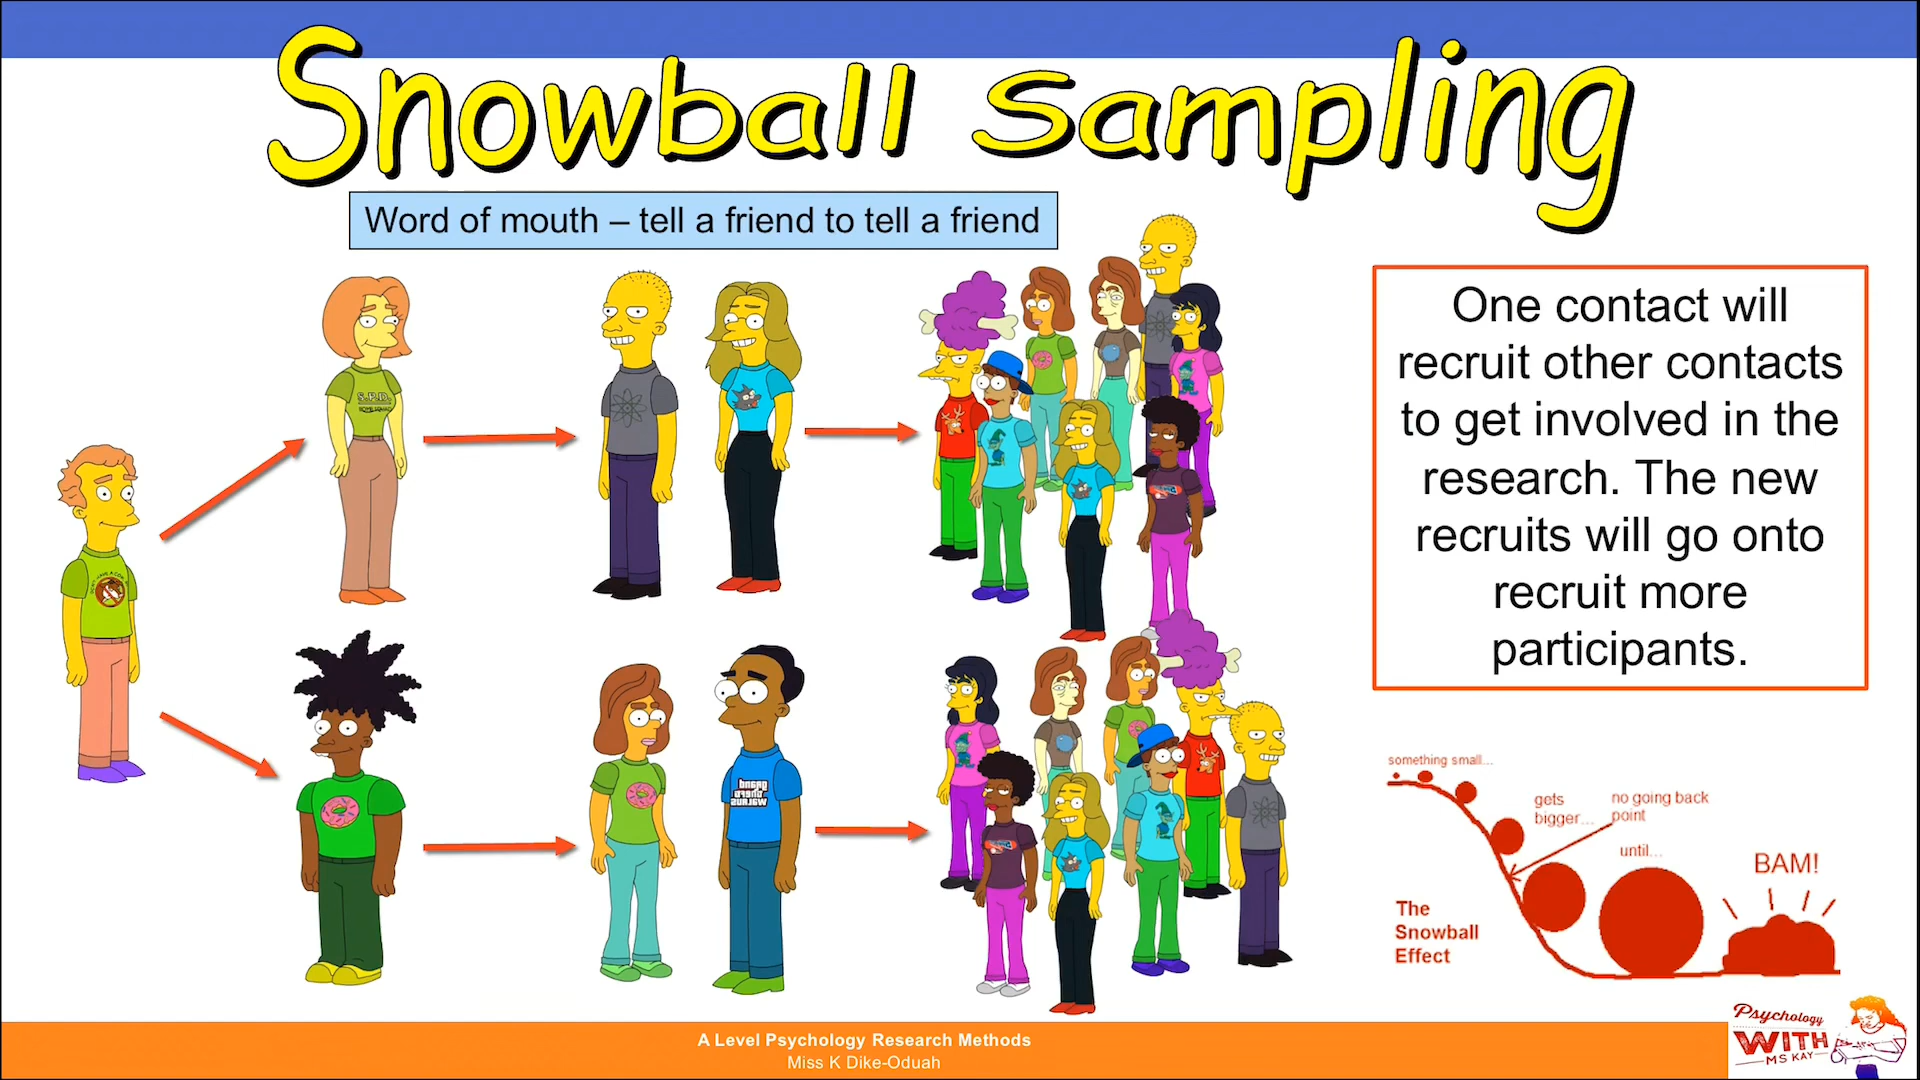 Snowball Sampling
Word of mouth – tell a friend to tell a friend
One contact will
recruit other contacts
to get involved in the
research. The new
recruits will go onto
recruit more
participants.
S.P.D.
something small...
gets
bigger...
no going back
point
until...
BAM!
The
Snowball
Effect
A Level Psychology Research Methods
Miss K Dike-Oduah
Psychology
WITH
MS KAY